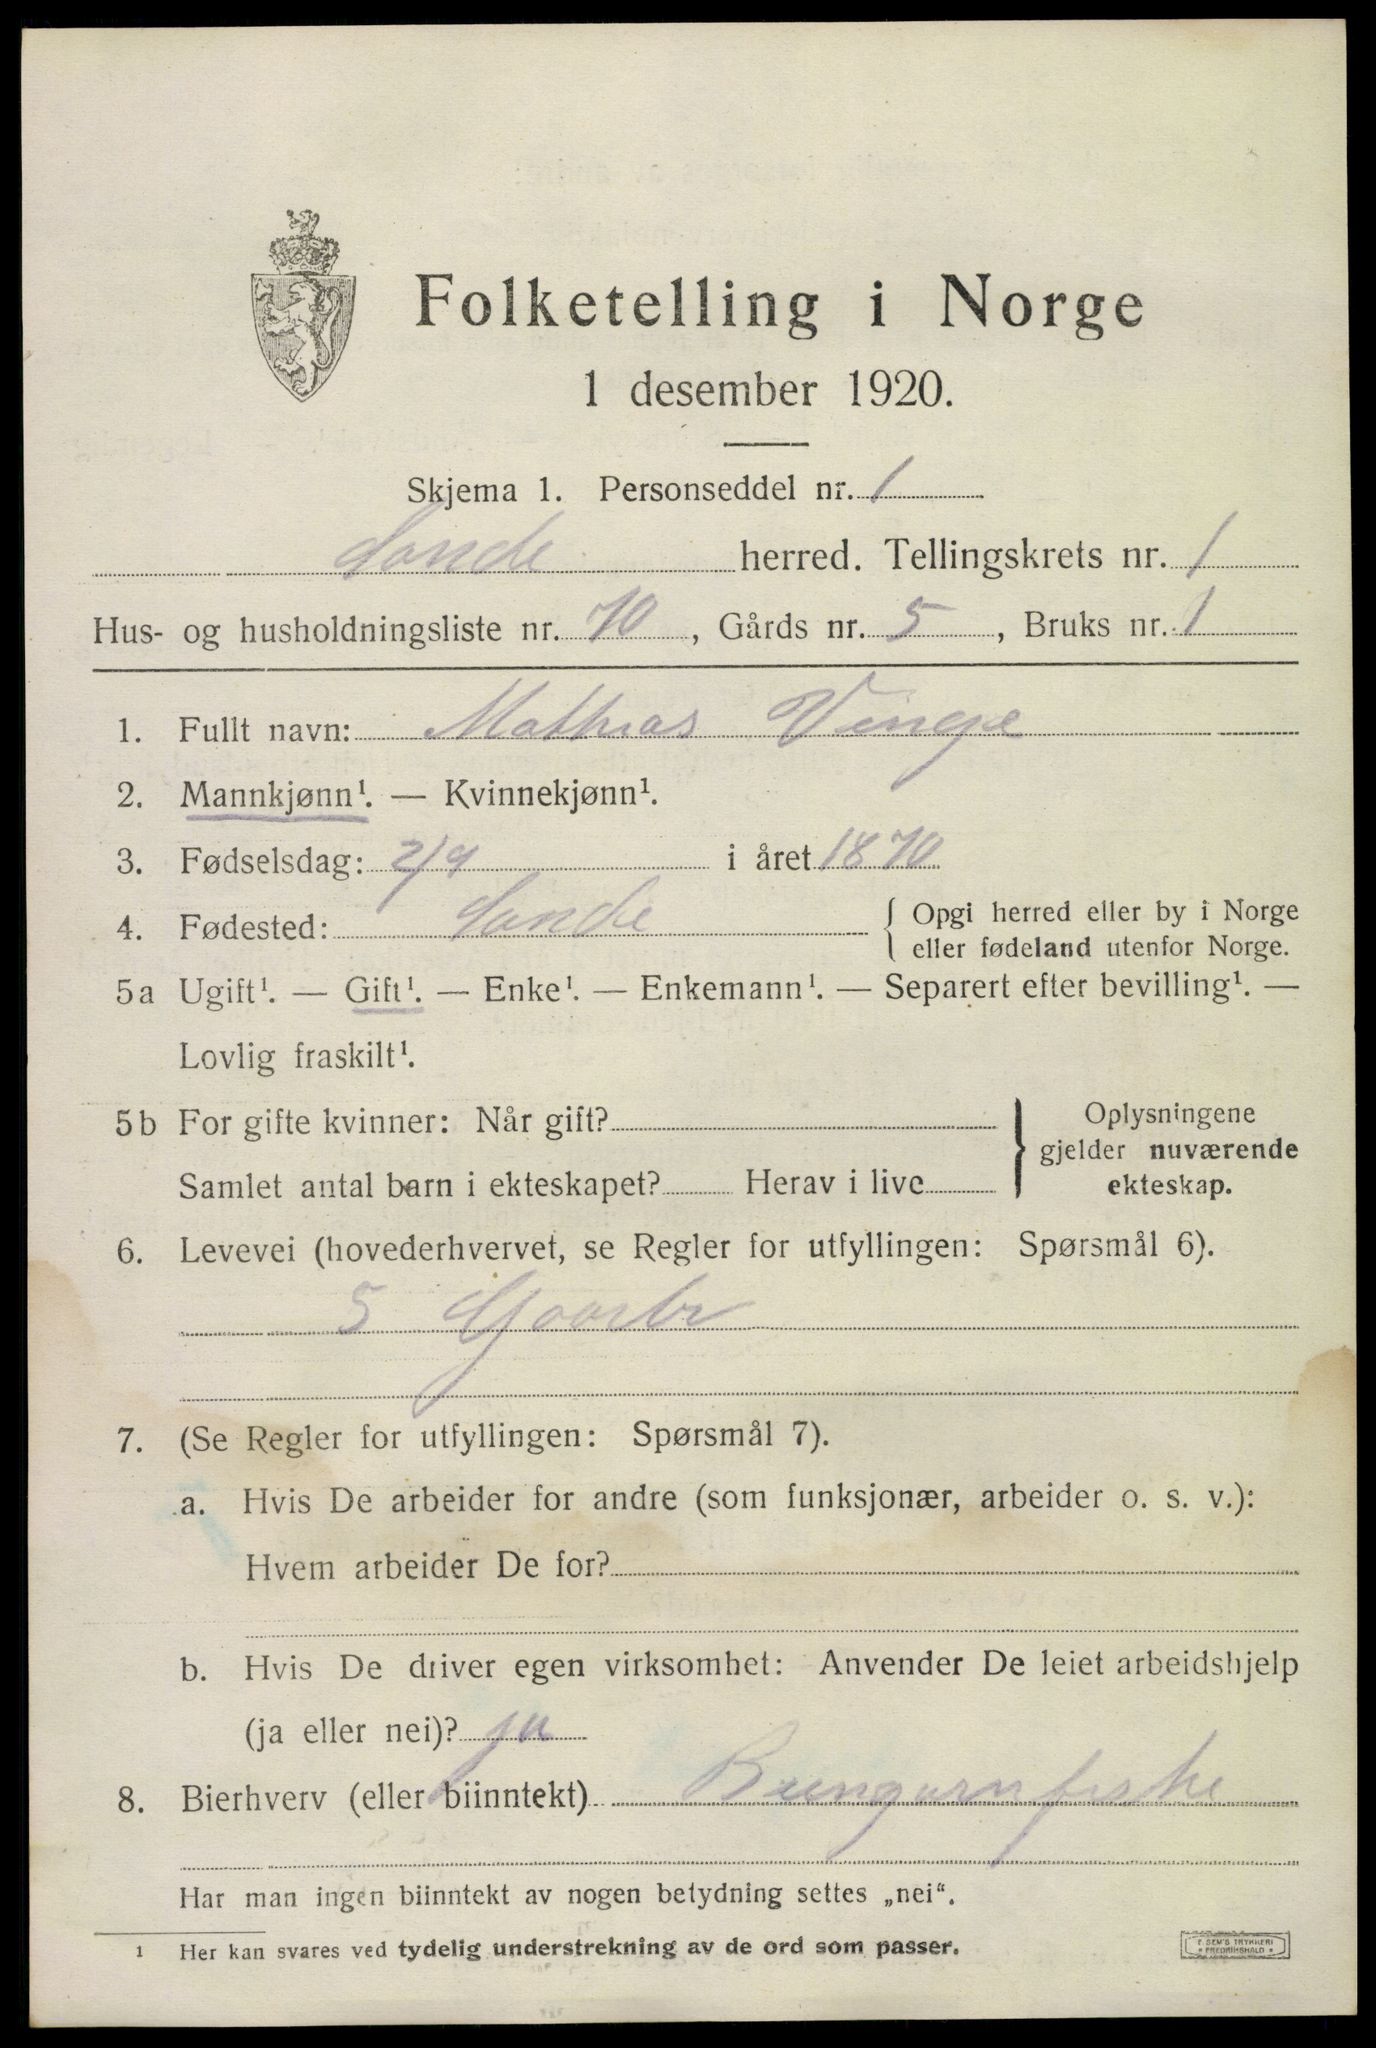 Folketelling i Norge
1 desember 1920.
Skjema 1. Personseddel nr. 1
Sande herred. Tellingskrets nr. 1
Hus- og husholdningsliste nr. 70, Gårds nr. 5, Bruks nr. 1
1. Fullt navn: Mathias Vinge
2. Mannkjønn¹. — Kvinnekjønn¹.
3. Fødselsdag: 2/9 i året 1870
4. Fødested: Sande { Opgi herred eller by i Norge
eller fødeland utenfor Norge.
5a Ugift¹. — Gift¹. — Enke¹. — Enkemann¹. — Separert efter bevilling¹. —
Lovlig fraskilt¹.
5b For gifte kvinner: Når gift? } Oplysningene
gjelder nuværende
Samlet antal barn i ekteskapet? Herav i live ekteskap.
6. Levevei (hovederhvervet, se Regler for utfyllingen: Spørsmål 6).
5 Gaarbr
7. (Se Regler for utfyllingen: Spørsmål 7).
a. Hvis De arbeider for andre (som funksjonær, arbeider o. s. v.):
Hvem arbeider De for?
b. Hvis De driver egen virksomhet: Anvender De leiet arbeidshjelp
(ja eller nei)? ja
8. Bierhverv (eller biinntekt)
Har man ingen biinntekt av nogen betydning settes „nei“.
¹ Her kan svares ved tydelig understrekning av de ord som passer.
F. SEM'S TRYKKERI
FREDRIKSHALD